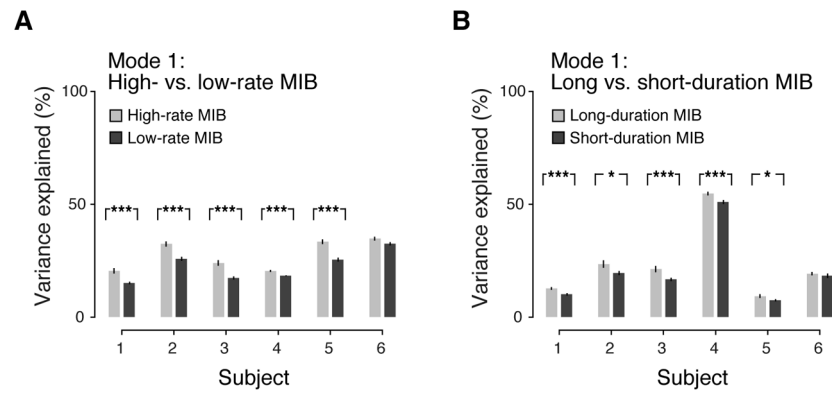 A
Mode 1:
High- vs. low-rate MIB
Variance explained (%)
100
50
0
High-rate MIB
Low-rate MIB
*** *** *** *** ***
1 2 3 4 5 6
Subject
B
Mode 1:
Long vs. short-duration MIB
Variance explained (%)
100
50
0
Long-duration MIB
Short-duration MIB
*** * *** *** *
1 2 3 4 5 6
Subject